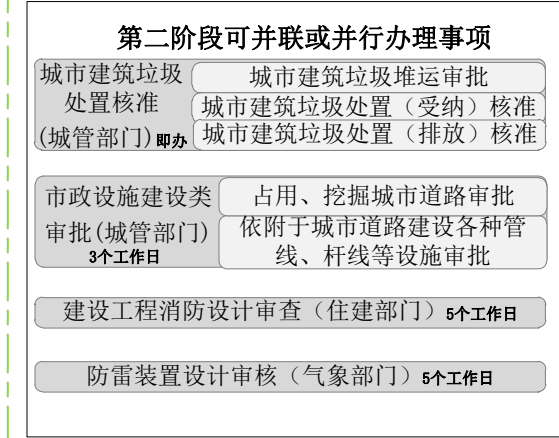 第二阶段可并联或并行办理事项
城市建筑垃圾
处置核准
(城管部门)即办
城市建筑垃圾堆运审批
城市建筑垃圾处置（受纳）核准
城市建筑垃圾处置（排放）核准
市政设施建设类
审批(城管部门)
3个工作日
占用、挖掘城市道路审批
依附于城市道路建设各种管
线、杆线等设施审批
建设工程消防设计审查（住建部门）5个工作日
防雷装置设计审核（气象部门）5个工作日